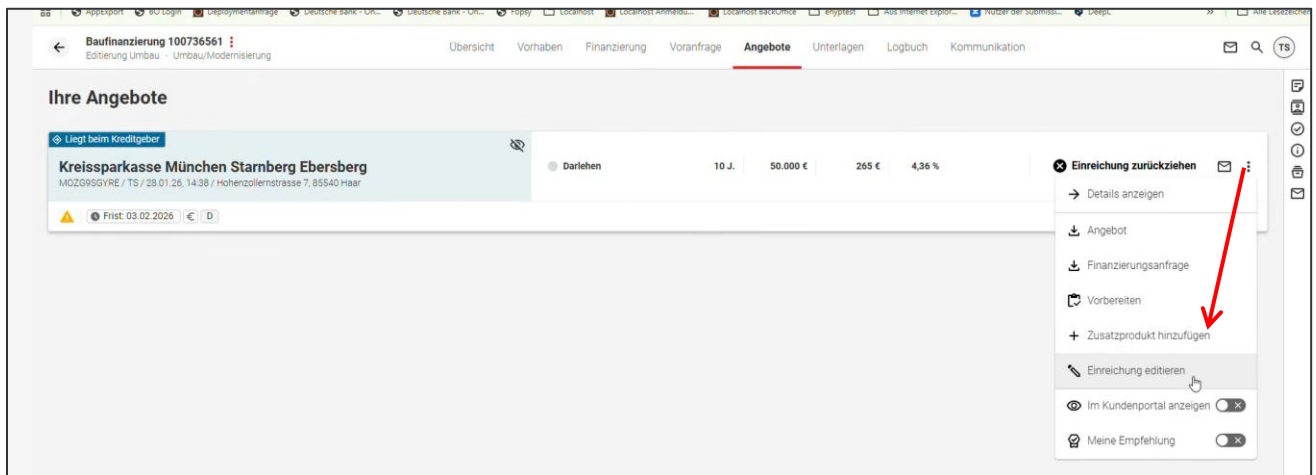 AppExport BO Login Deploymentanfrage Deutsche Bank - On... Deutsche Bank - On... Fopsy Localhost Localhost Anmeldu... Localhost BackOffice enyptest Aus Internet Explor... Nutzer der Submissi... DeepL » Alle Lesezeichen
Baufinanzierung 100736561
Editierung Umbau · Umbau/Modernisierung
Übersicht Vorhaben Finanzierung Voranfrage Angebote Unterlagen Logbuch Kommunikation
TS
Ihre Angebote
Liegt beim Kreditgeber
Kreissparkasse München Starnberg Ebersberg
MOZG9SGYRE / TS / 28.01.26, 14:38 / Hohenzollernstrasse 7, 85540 Haar
Darlehen 10 J. 50.000 € 265 € 4,36 %
Einreichung zurückziehen
Frist: 03.02.2026 € D
Details anzeigen
Angebot
Finanzierungsanfrage
Vorbereiten
Zusatzprodukt hinzufügen
Einreichung editieren
Im Kundenportal anzeigen
Meine Empfehlung